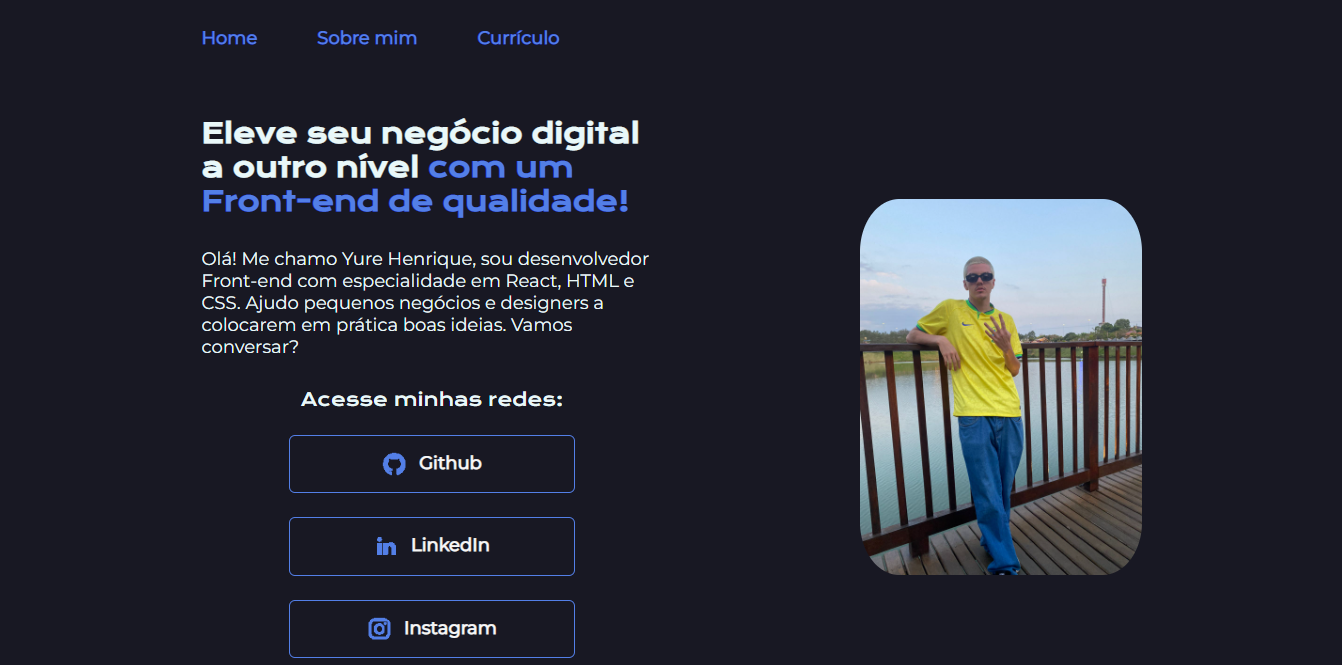 Home Sobre mim Currículo
Eleve seu negócio digital
a outro nível com um
Front-end de qualidade!
Olá! Me chamo Yure Henrique, sou desenvolvedor
Front-end com especialidade em React, HTML e
CSS. Ajudo pequenos negócios e designers a
colocarem em prática boas ideias. Vamos
conversar?
Acesse minhas redes:
Github
LinkedIn
Instagram